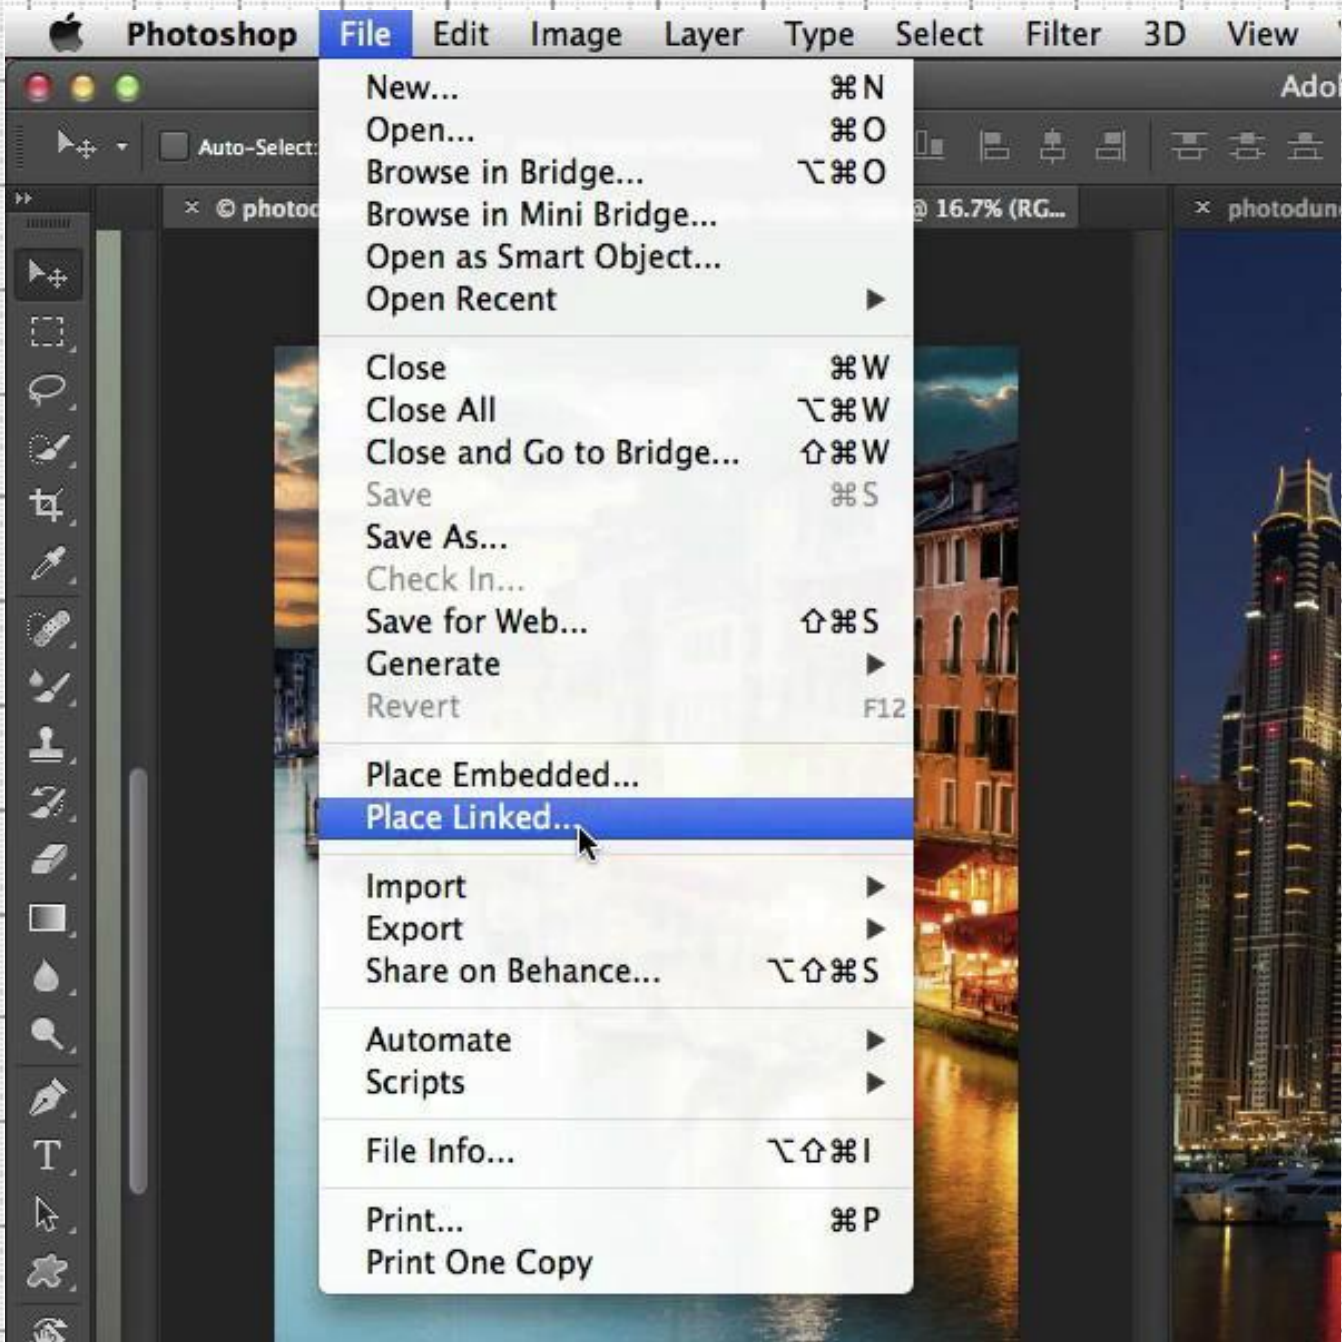 Photoshop File Edit Image Layer Type Select Filter 3D View
Adob
Auto-Select:
× © photod
@ 16.7% (RG...
× photodun
New... ⌘N
Open... ⌘O
Browse in Bridge... ⌥⌘O
Browse in Mini Bridge...
Open as Smart Object...
Open Recent ▶
Close ⌘W
Close All ⌥⌘W
Close and Go to Bridge... ⇧⌘W
Save ⌘S
Save As...
Check In...
Save for Web... ⇧⌘S
Generate ▶
Revert F12
Place Embedded...
Place Linked...
Import ▶
Export ▶
Share on Behance... ⌥⇧⌘S
Automate ▶
Scripts ▶
File Info... ⌥⇧⌘I
Print... ⌘P
Print One Copy
T